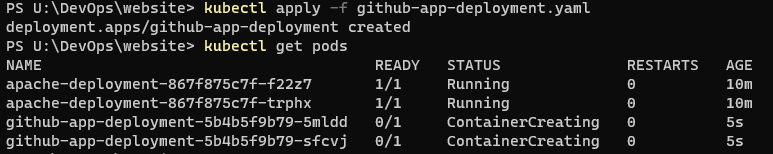 PS U:\DevOps\website> kubectl apply -f github-app-deployment.yaml
deployment.apps/github-app-deployment created
PS U:\DevOps\website> kubectl get pods
NAME READY STATUS RESTARTS AGE
apache-deployment-867f875c7f-f22z7 1/1 Running 0 10m
apache-deployment-867f875c7f-trphx 1/1 Running 0 10m
github-app-deployment-5b4b5f9b79-5mldd 0/1 ContainerCreating 0 5s
github-app-deployment-5b4b5f9b79-sfcvj 0/1 ContainerCreating 0 5s